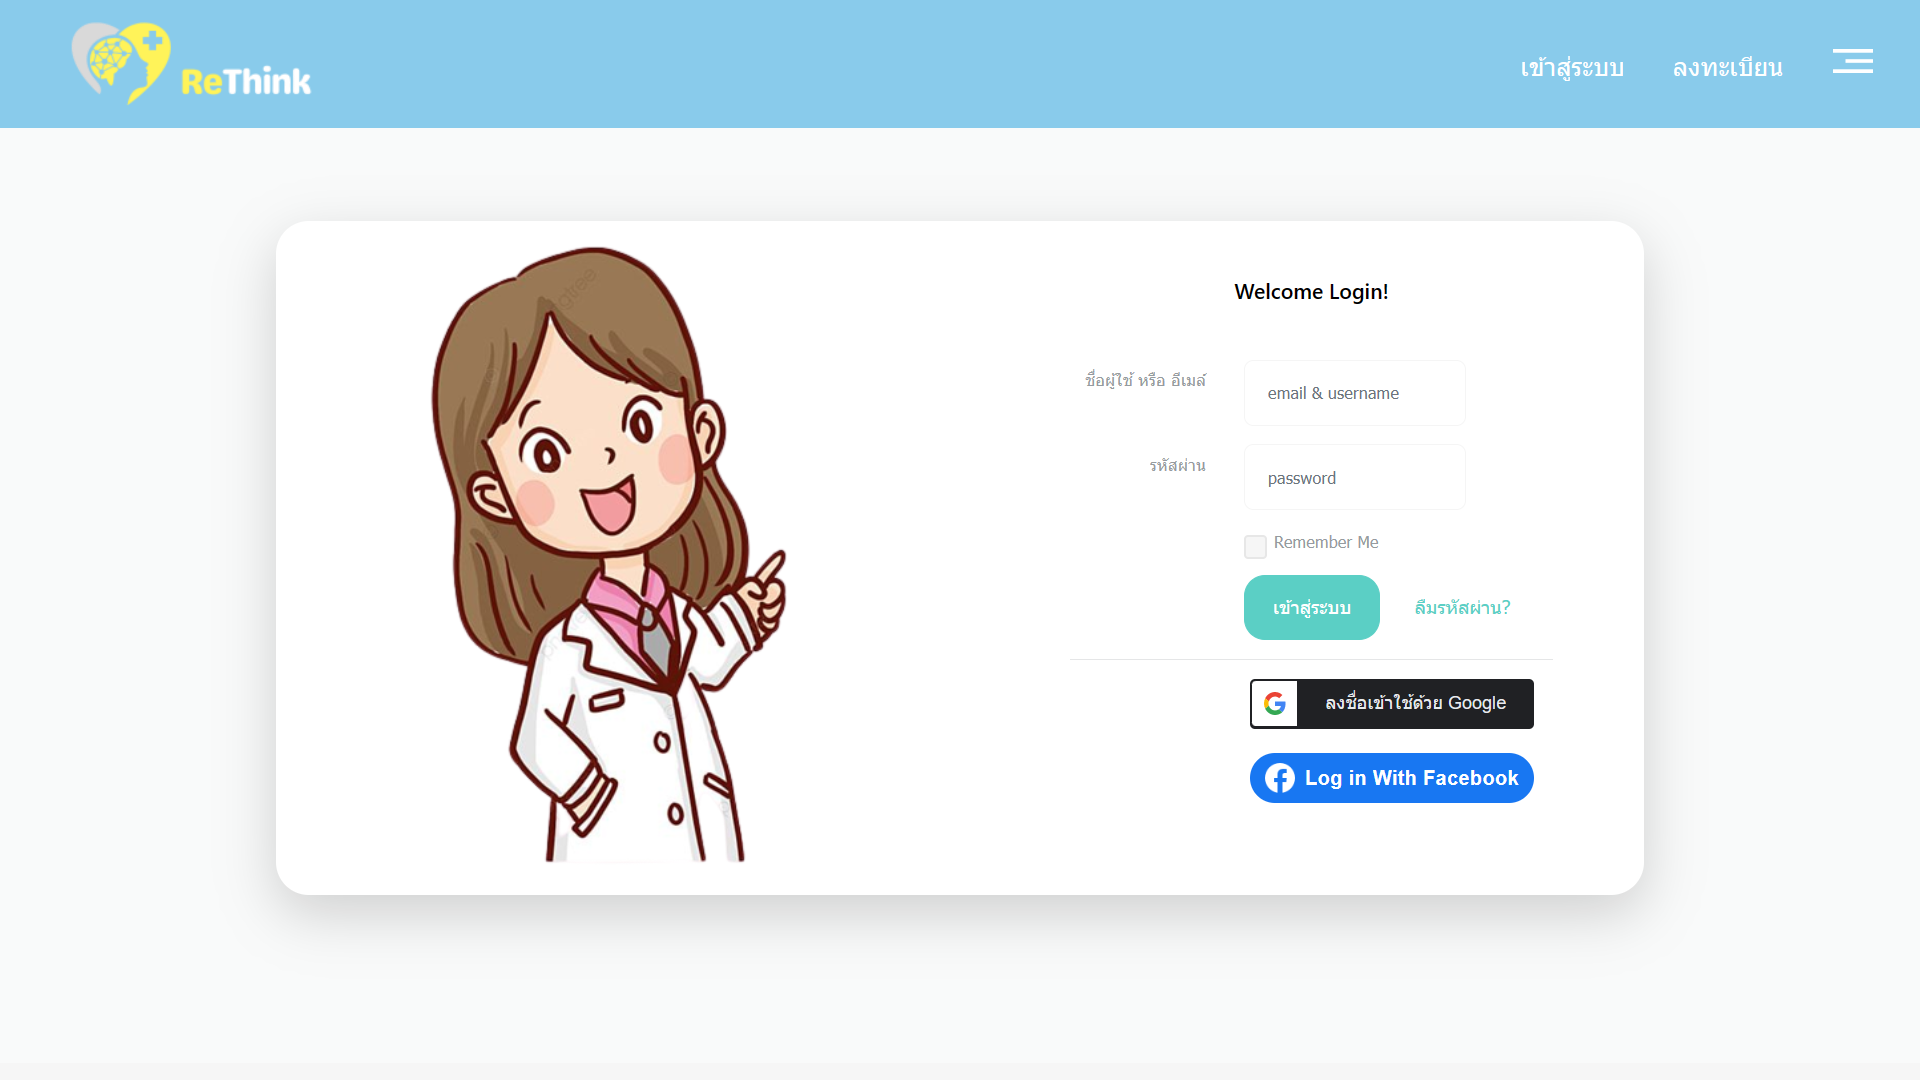 ReThink
เข้าสู่ระบบ
ลงทะเบียน
Welcome Login!
ชื่อผู้ใช้ หรือ อีเมล์
email & username
รหัสผ่าน
password
Remember Me
เข้าสู่ระบบ
ลืมรหัสผ่าน?
ลงชื่อเข้าใช้ด้วย Google
Log in With Facebook